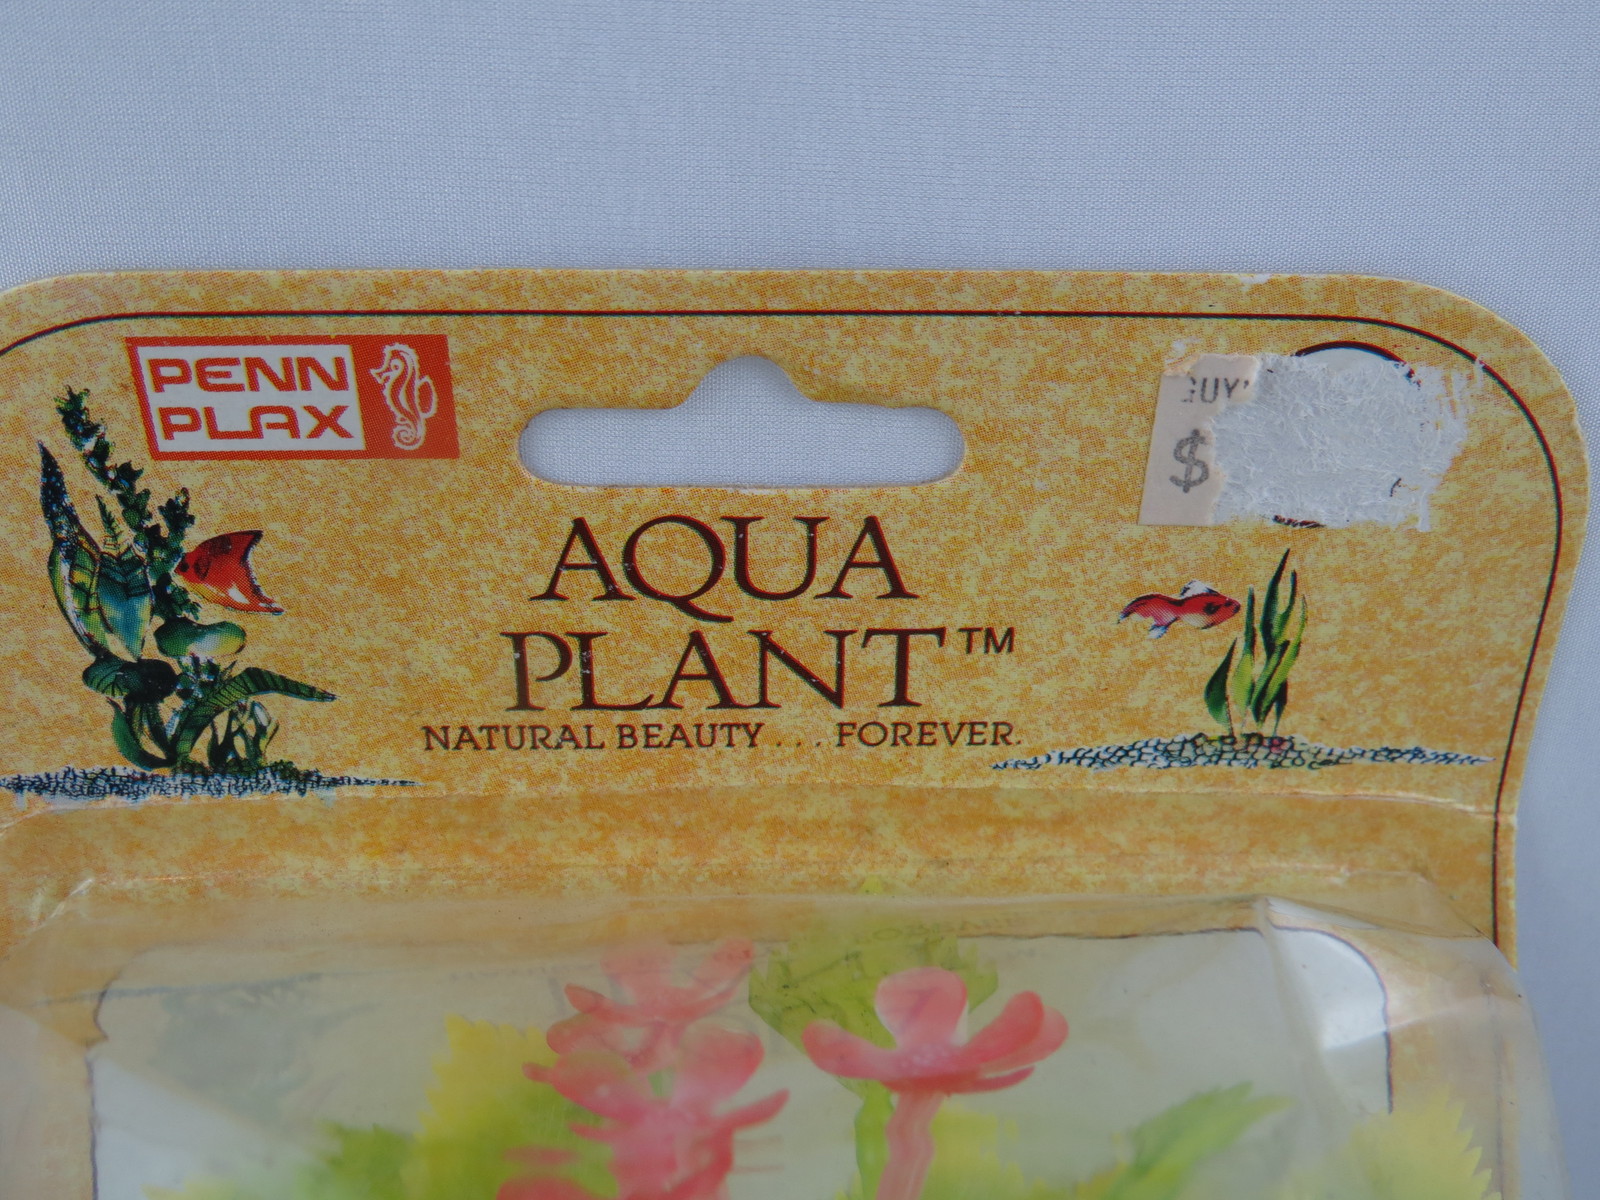 PENN
PLAX
$
AQUA
PLANT™
NATURAL BEAUTY . . . FOREVER.